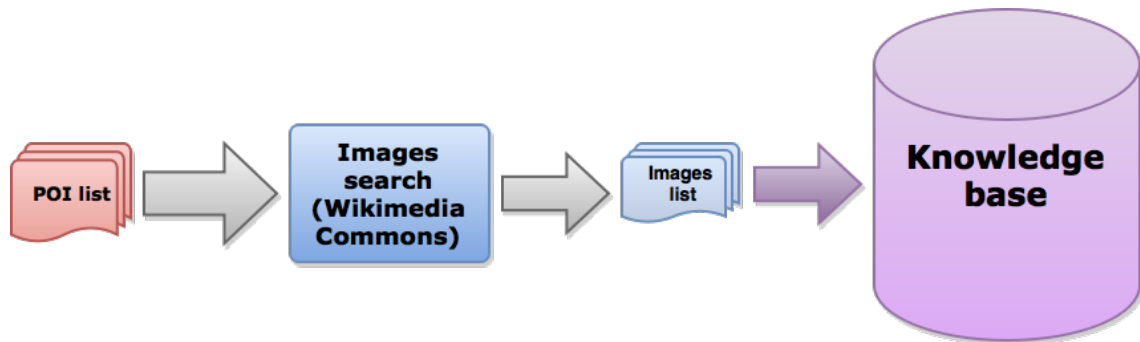 POI list
Images
search
(Wikimedia
Commons)
Images
list
Knowledge
base